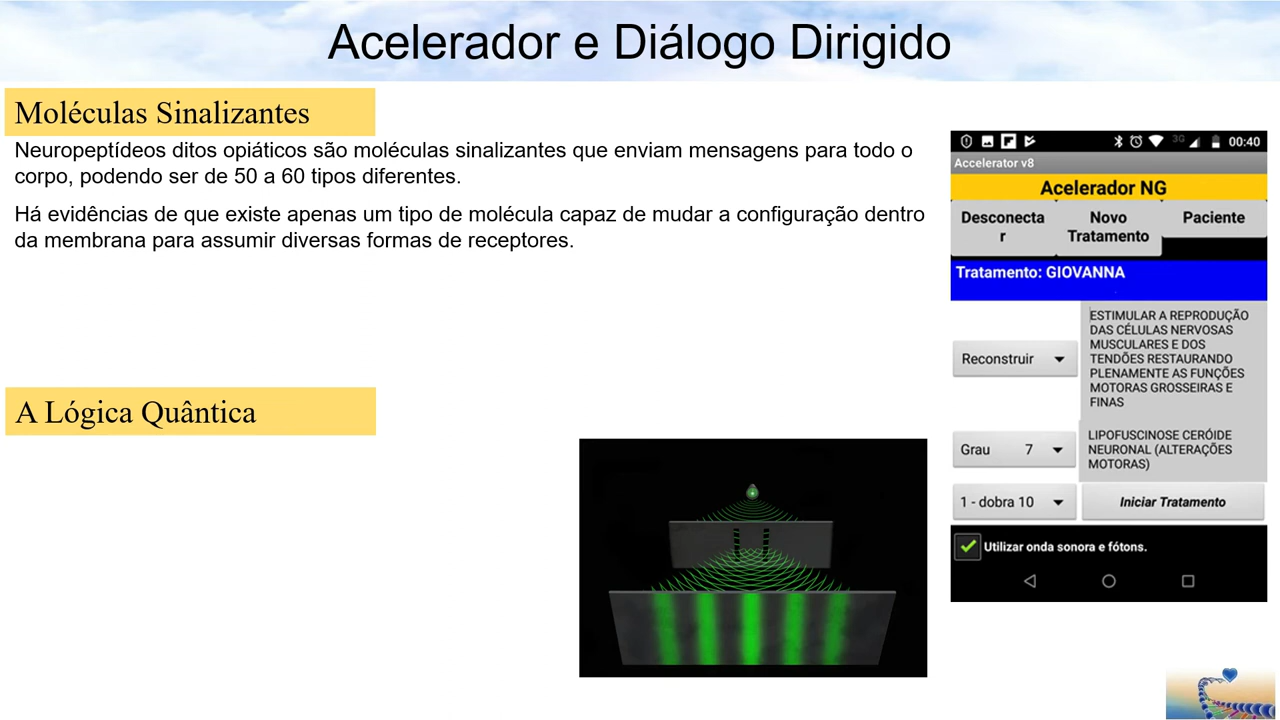 Acelerador e Diálogo Dirigido
Moléculas Sinalizantes
Neuropeptídeos ditos opiáticos são moléculas sinalizantes que enviam mensagens para todo o
corpo, podendo ser de 50 a 60 tipos diferentes.
Há evidências de que existe apenas um tipo de molécula capaz de mudar a configuração dentro
da membrana para assumir diversas formas de receptores.
A Lógica Quântica
3G 00:40
Accelerator v8
Acelerador NG
Desconecta
r
Novo
Tratamento
Paciente
Tratamento: GIOVANNA
Reconstruir
ESTIMULAR A REPRODUÇÃO
DAS CÉLULAS NERVOSAS
MUSCULARES E DOS
TENDÕES RESTAURANDO
PLENAMENTE AS FUNÇÕES
MOTORAS GROSSEIRAS E
FINAS
Grau 7
LIPOFUSCINOSE CERÓIDE
NEURONAL (ALTERAÇÕES
MOTORAS)
1 - dobra 10
Iniciar Tratamento
Utilizar onda sonora e fótons.